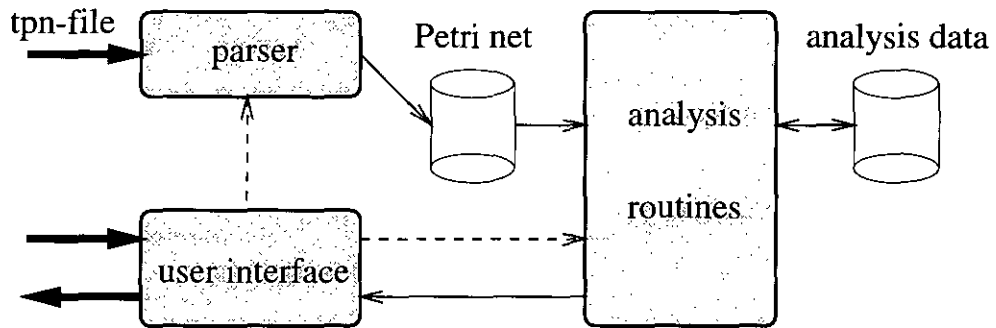 tpn-file
parser
Petri net
analysis data
analysis
routines
user interface